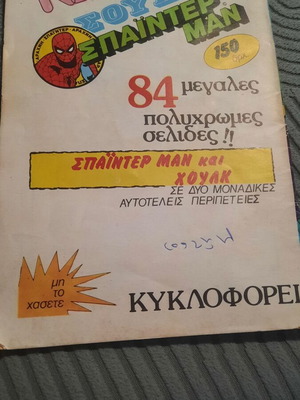 ΣΟΥΠ
ΣΠΑΪΝΤΕΡ
ΜΑΝ
150
84 μεγαλες
πολυχρωμες
σελιδες!!
ΣΠΑΪΝΤΕΡ ΜΑΝ και
ΧΟΥΛΚ
ΣΕ ΔΥΟ ΜΟΝΑΔΙΚΕΣ
ΑΥΤΟΤΕΛΕΙΣ ΠΕΡΙΠΕΤΕΙΕΣ
μη
το
χασετε
ΚΥΚΛΟΦΟΡΕΙ